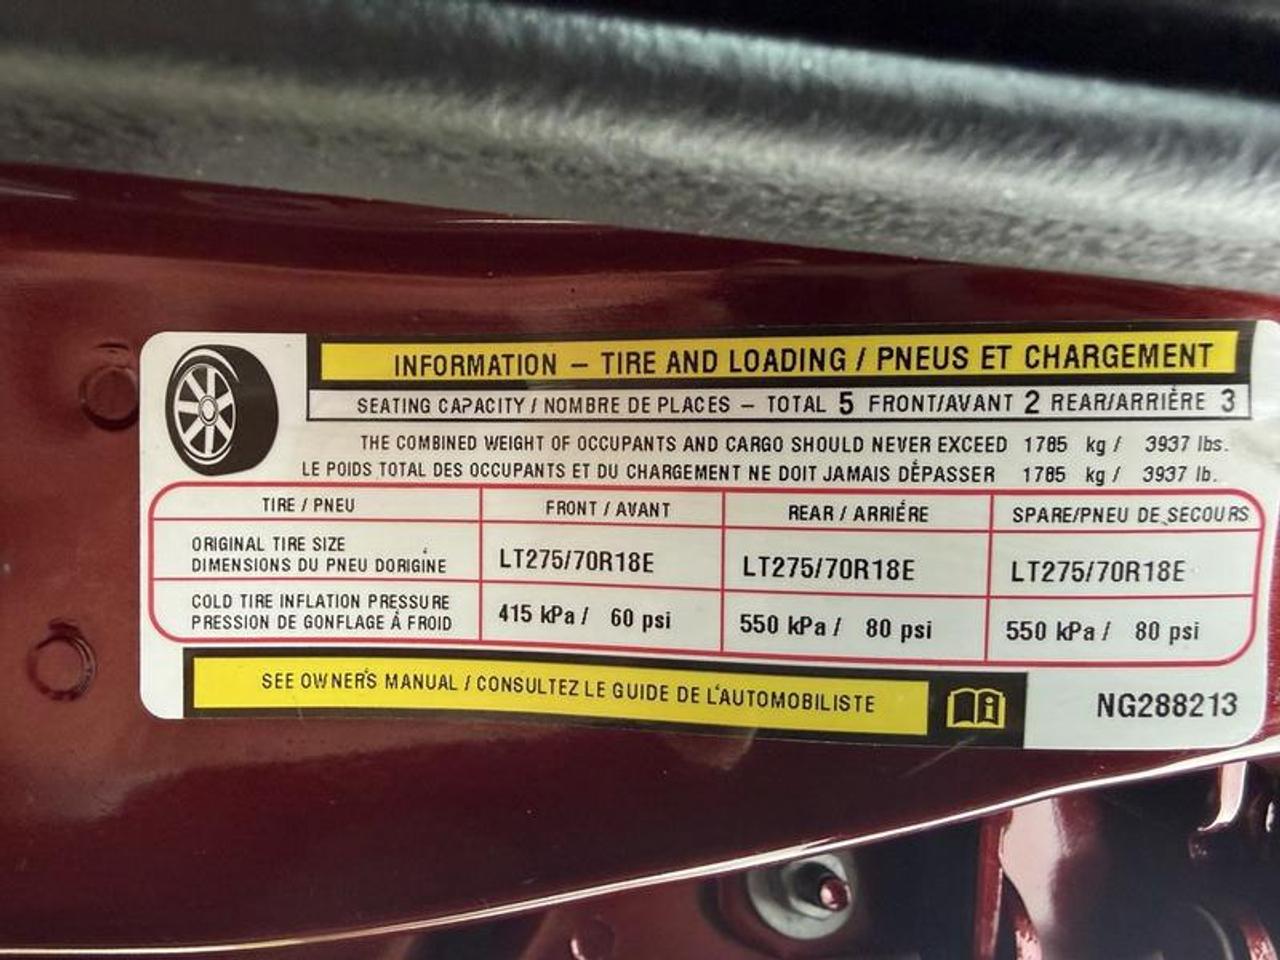 INFORMATION – TIRE AND LOADING / PNEUS ET CHARGEMENT
SEATING CAPACITY / NOMBRE DE PLACES – TOTAL 5 FRONT/AVANT 2 REAR/ARRIÈRE 3
THE COMBINED WEIGHT OF OCCUPANTS AND CARGO SHOULD NEVER EXCEED 1785 kg / 3937 lbs.
LE POIDS TOTAL DES OCCUPANTS ET DU CHARGEMENT NE DOIT JAMAIS DÉPASSER 1785 kg / 3937 lb.
TIRE / PNEU FRONT / AVANT REAR / ARRIÉRE SPARE/PNEU DE SECOURS
ORIGINAL TIRE SIZE
DIMENSIONS DU PNEU D'ORIGINE LT275/70R18E LT275/70R18E LT275/70R18E
COLD TIRE INFLATION PRESSURE
PRESSION DE GONFLAGE À FROID 415 kPa / 60 psi 550 kPa / 80 psi 550 kPa / 80 psi
SEE OWNER'S MANUAL / CONSULTEZ LE GUIDE DE L'AUTOMOBILISTE
NG288213